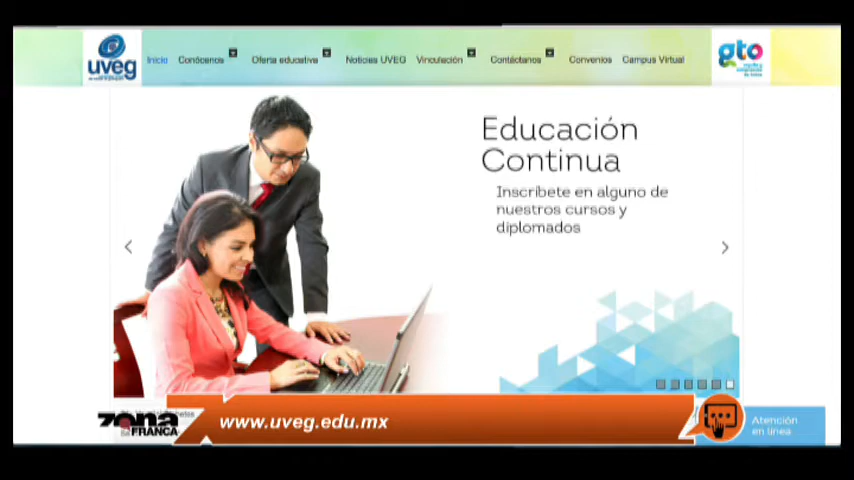 uveg
Inicio Conócenos Oferta educativa Noticias UVEG Vinculación Contáctanos Convenios Campus Virtual
gto
Educación
Continua
Inscríbete en alguno de
nuestros cursos y
diplomados
ZONA
FRANCA
www.uveg.edu.mx
Atención
en línea